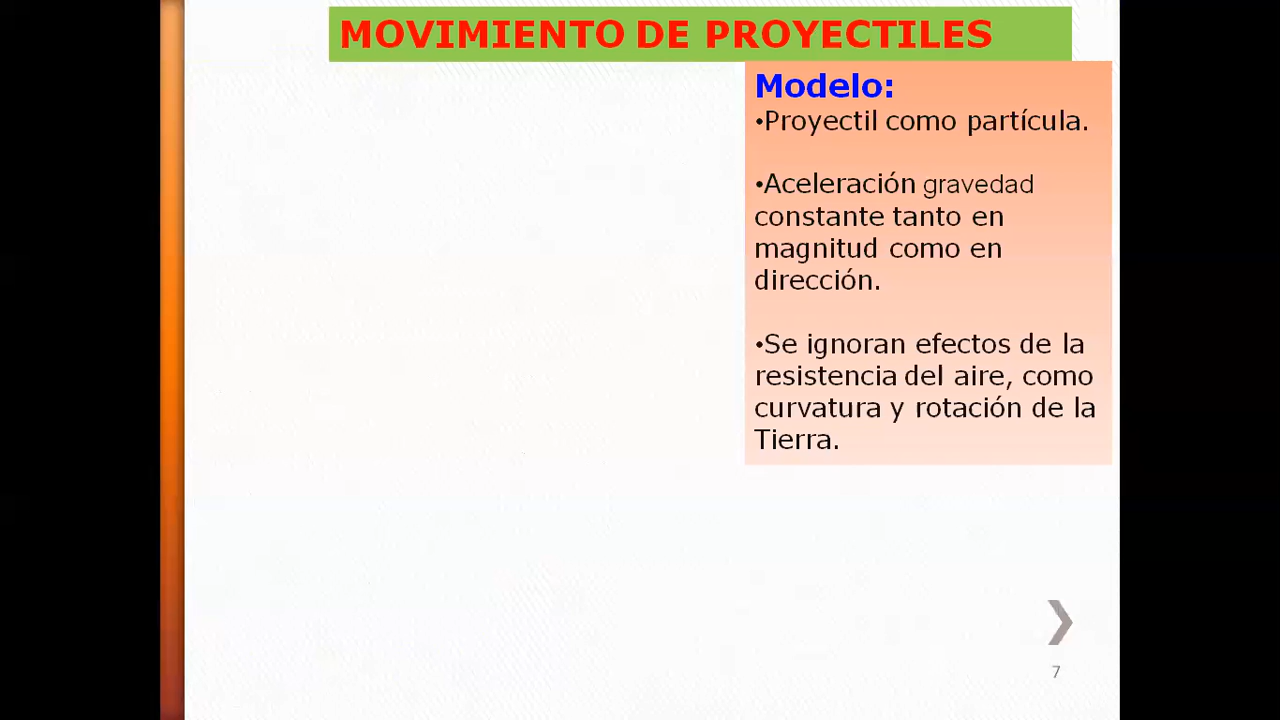 MOVIMIENTO DE PROYECTILES
Modelo:
•Proyectil como partícula.
•Aceleración gravedad
constante tanto en
magnitud como en
dirección.
•Se ignoran efectos de la
resistencia del aire, como
curvatura y rotación de la
Tierra.
7